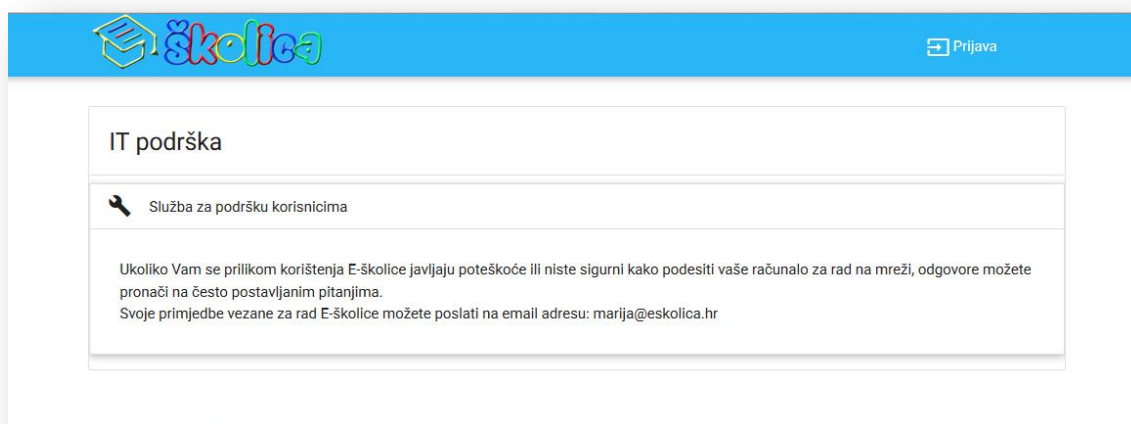 školica
Prijava
IT podrška
Služba za podršku korisnicima
Ukoliko Vam se prilikom korištenja E-školice javljaju poteškoće ili niste sigurni kako podesiti vaše računalo za rad na mreži, odgovore možete
pronači na često postavljanim pitanjima.
Svoje primjedbe vezane za rad E-školice možete poslati na email adresu: marija@eskolica.hr